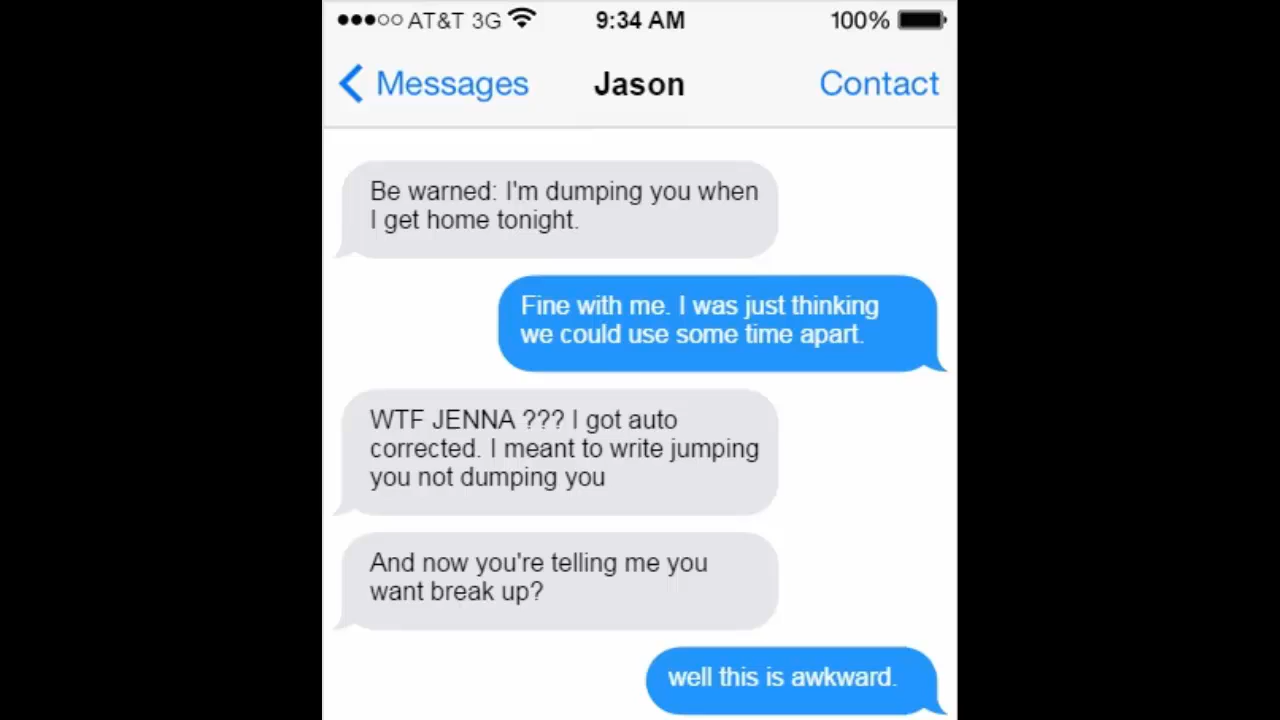 AT&T 3G 9:34 AM 100%
Messages Jason Contact
Be warned: I'm dumping you when
I get home tonight.
Fine with me. I was just thinking
we could use some time apart.
WTF JENNA ??? I got auto
corrected. I meant to write jumping
you not dumping you
And now you're telling me you
want break up?
well this is awkward.